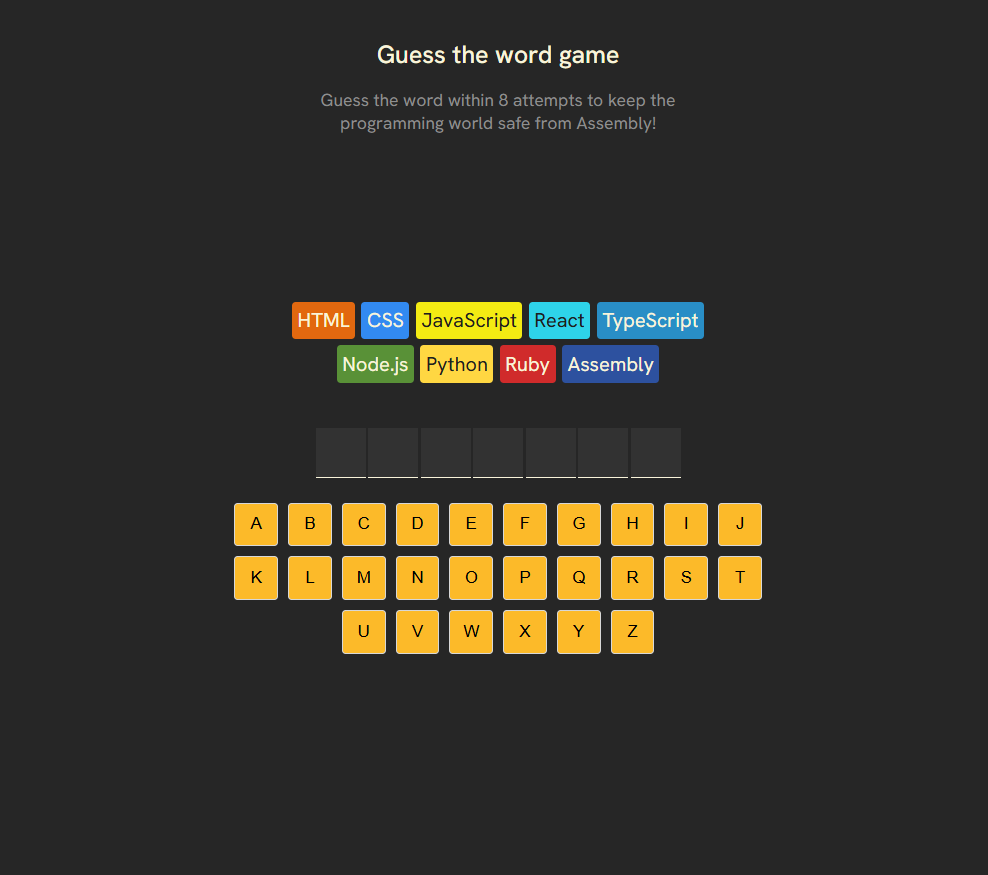 Guess the word game
Guess the word within 8 attempts to keep the
programming world safe from Assembly!
HTML CSS JavaScript React TypeScript
Node.js Python Ruby Assembly
A B C D E F G H I J
K L M N O P Q R S T
U V W X Y Z